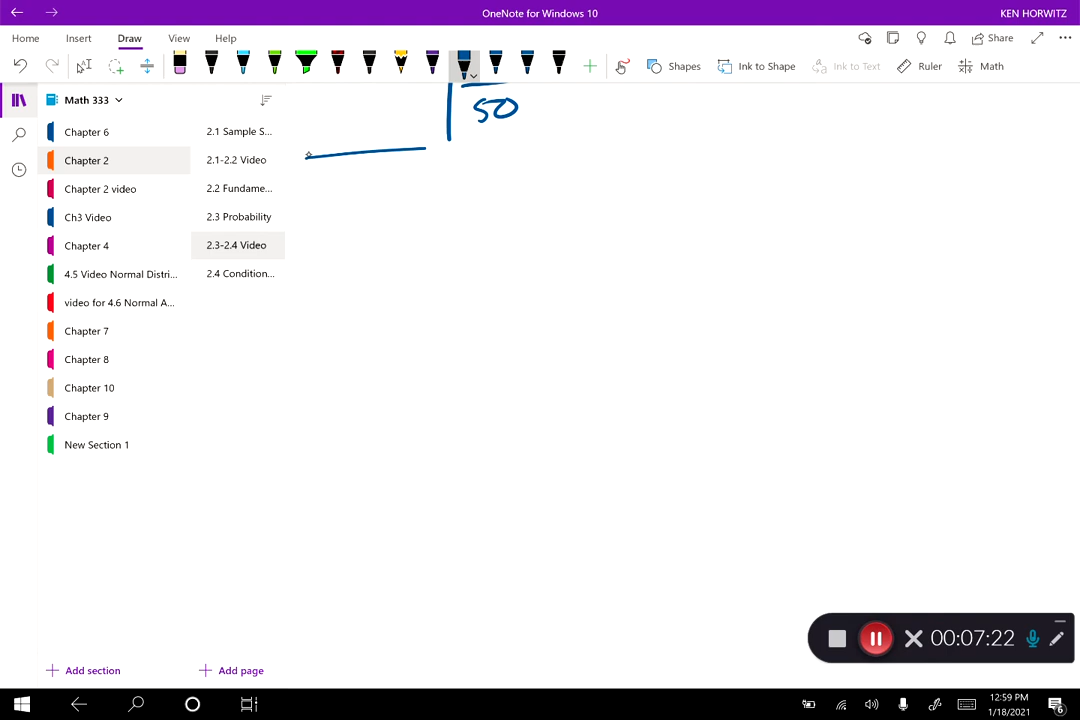 OneNote for Windows 10
KEN HORWITZ
Home Insert Draw View Help
Share
Shapes Ink to Shape Ink to Text Ruler Math
Math 333
Chapter 6
Chapter 2
Chapter 2 video
Ch3 Video
Chapter 4
4.5 Video Normal Distri...
video for 4.6 Normal A...
Chapter 7
Chapter 8
Chapter 10
Chapter 9
New Section 1
2.1 Sample S...
2.1-2.2 Video
2.2 Fundame...
2.3 Probability
2.3-2.4 Video
2.4 Condition...
50
00:07:22
Add section
Add page
12:59 PM
1/18/2021
6